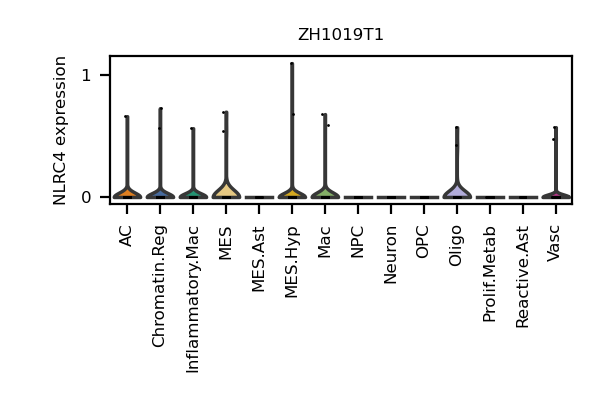 ZH1019T1
NLRC4 expression
1
0
AC
Chromatin.Reg
Inflammatory.Mac
MES
MES.Ast
MES.Hyp
Mac
NPC
Neuron
OPC
Oligo
Prolif.Metab
Reactive.Ast
Vasc